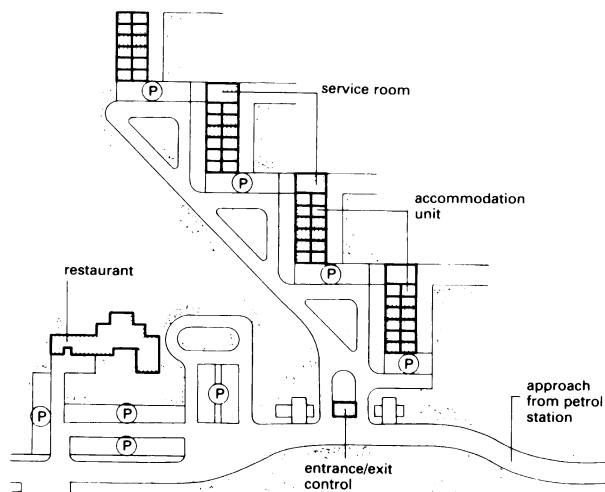 P
service room
P
accommodation
unit
P
restaurant
P
P
approach
from petrol
station
P
P
P
entrance/exit
control